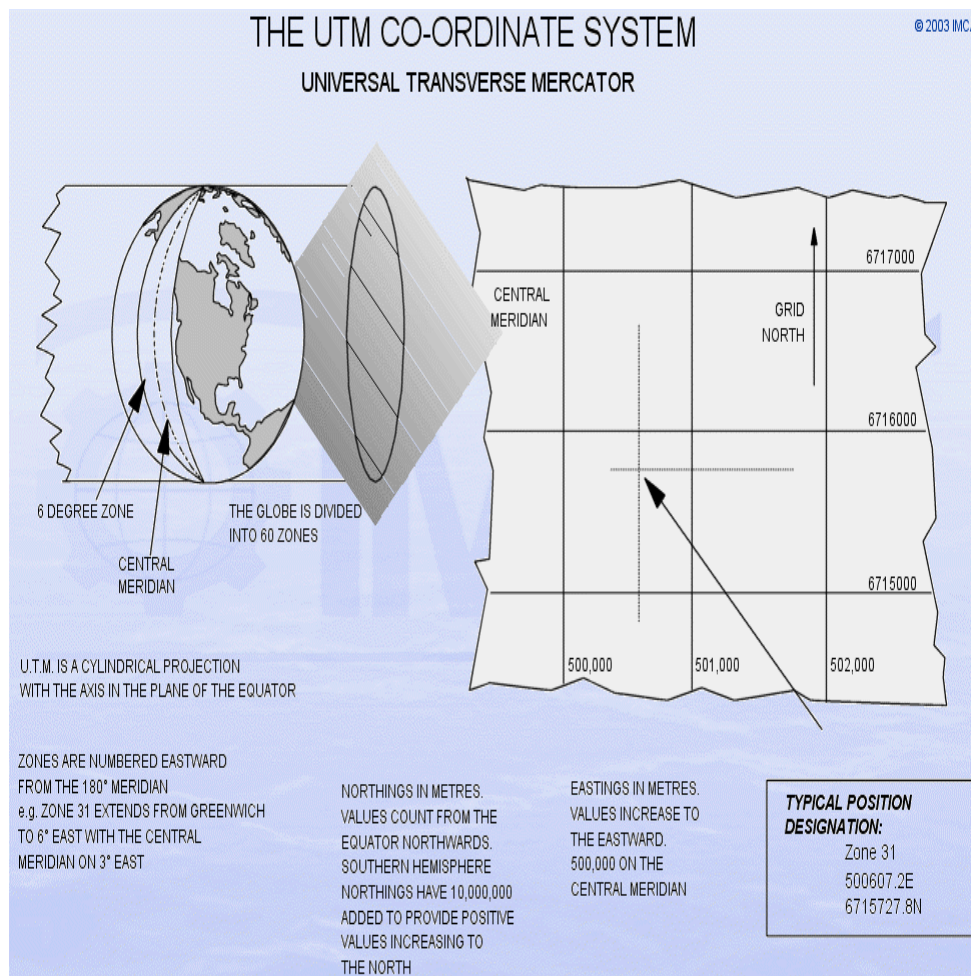 THE UTM CO-ORDINATE SYSTEM
© 2003 IMC
UNIVERSAL TRANSVERSE MERCATOR
6717000
CENTRAL
MERIDIAN
GRID
NORTH
6716000
6 DEGREE ZONE
THE GLOBE IS DIVIDED
INTO 60 ZONES
CENTRAL
MERIDIAN
6715000
500,000
501,000
502,000
U.T.M. IS A CYLINDRICAL PROJECTION
WITH THE AXIS IN THE PLANE OF THE EQUATOR
ZONES ARE NUMBERED EASTWARD
FROM THE 180° MERIDIAN
e.g. ZONE 31 EXTENDS FROM GREENWICH
TO 6° EAST WITH THE CENTRAL
MERIDIAN ON 3° EAST
NORTHINGS IN METRES.
VALUES COUNT FROM THE
EQUATOR NORTHWARDS.
SOUTHERN HEMISPHERE
NORTHINGS HAVE 10,000,000
ADDED TO PROVIDE POSITIVE
VALUES INCREASING TO
THE NORTH
EASTINGS IN METRES.
VALUES INCREASE TO
THE EASTWARD.
500,000 ON THE
CENTRAL MERIDIAN
TYPICAL POSITION
DESIGNATION:
Zone 31
500607.2E
6715727.8N